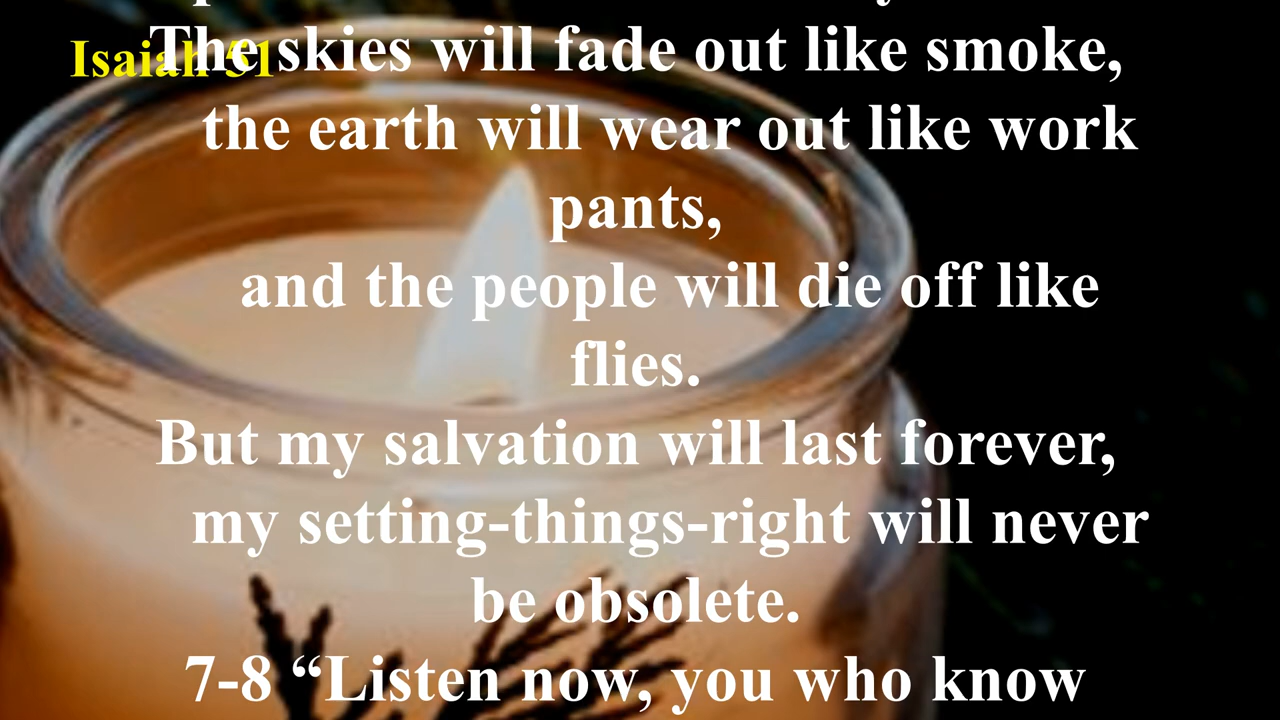 Isaiah 51
The skies will fade out like smoke,
the earth will wear out like work
pants,
and the people will die off like
flies.
But my salvation will last forever,
my setting-things-right will never
be obsolete.
7-8 “Listen now, you who know